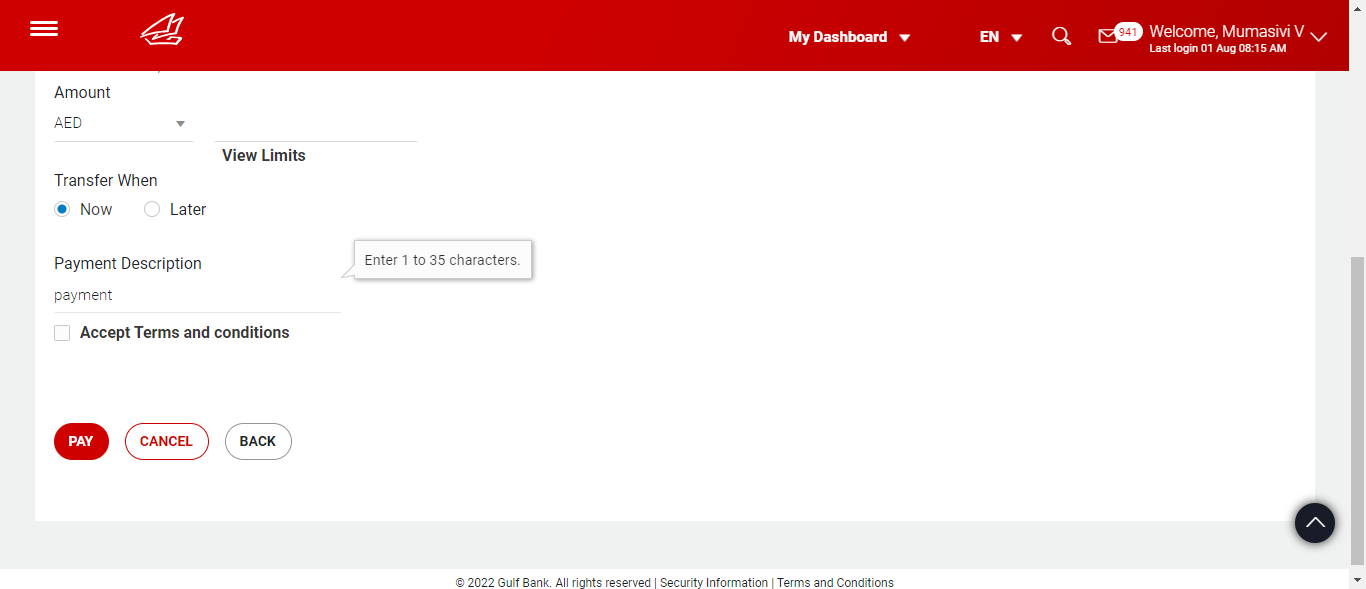 My Dashboard
EN
941
Welcome, Mumasivi V
Last login 01 Aug 08:15 AM
Amount
AED
View Limits
Transfer When
Now
Later
Enter 1 to 35 characters.
Payment Description
payment
Accept Terms and conditions
PAY
CANCEL
BACK
© 2022 Gulf Bank. All rights reserved | Security Information | Terms and Conditions